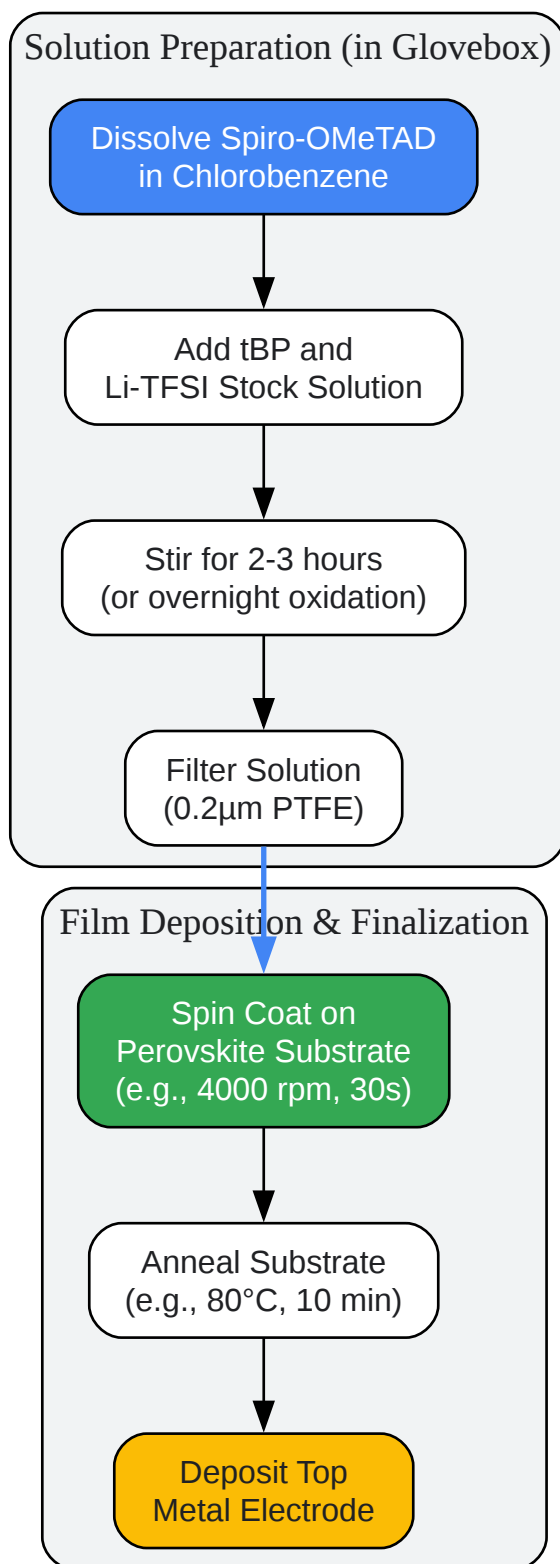 Solution Preparation (in Glovebox)
Dissolve Spiro-OMeTAD
in Chlorobenzene
Add tBP and
Li-TFSI Stock Solution
Stir for 2-3 hours
(or overnight oxidation)
Filter Solution
(0.2µm PTFE)
Film Deposition & Finalization
Spin Coat on
Perovskite Substrate
(e.g., 4000 rpm, 30s)
Anneal Substrate
(e.g., 80°C, 10 min)
Deposit Top
Metal Electrode